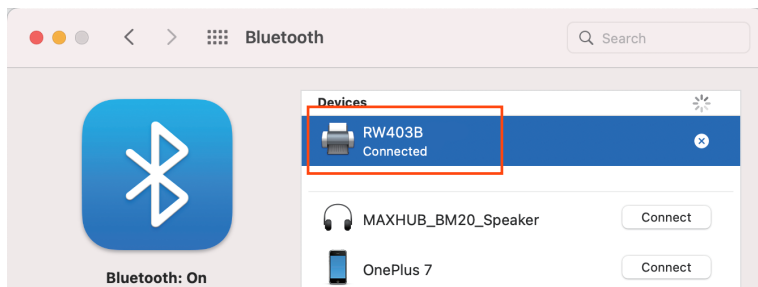 Bluetooth
Search
Devices
RW403B
Connected
MAXHUB_BM20_Speaker
Connect
OnePlus 7
Connect
Bluetooth: On